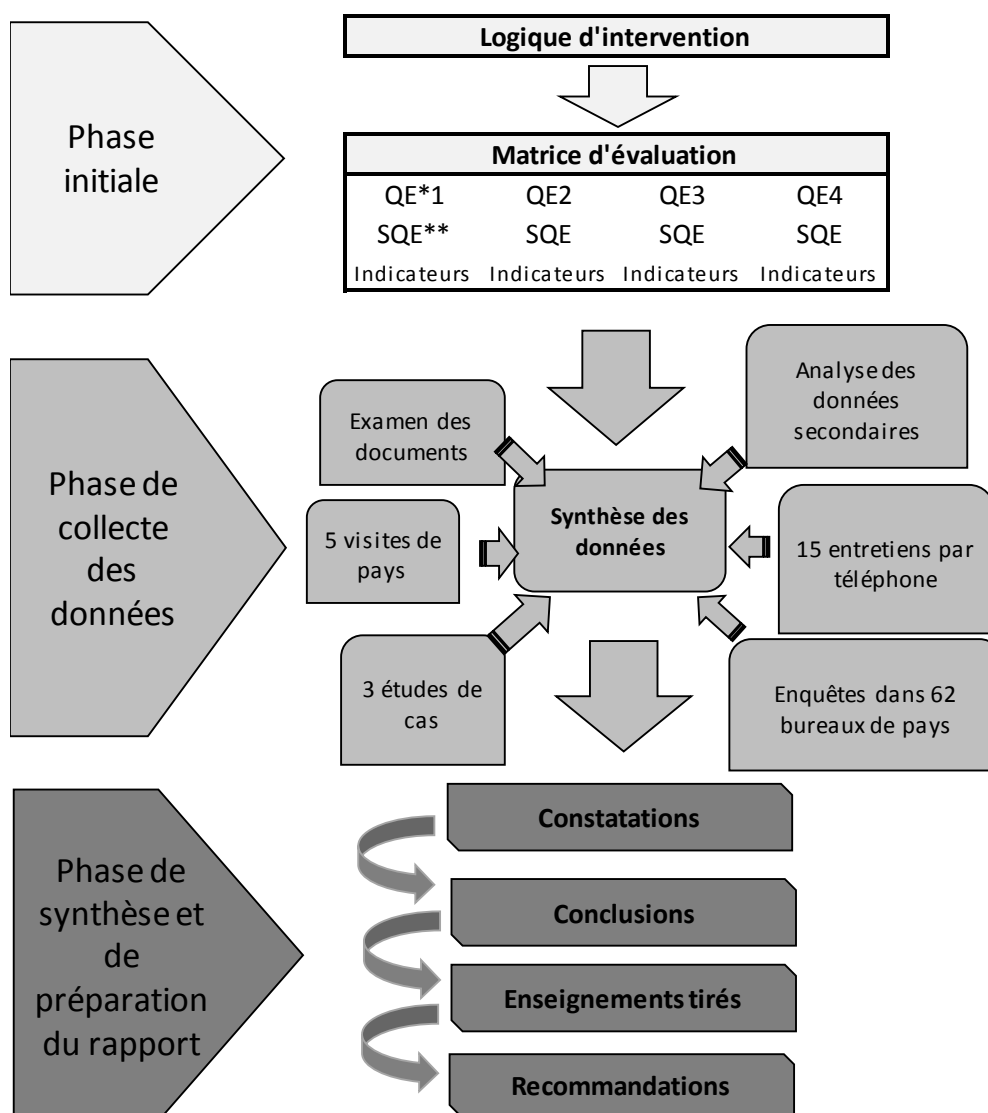 Phase
initiale
Logique d'intervention
Matrice d'évaluation
QE*1 QE2 QE3 QE4
SQE** SQE SQE SQE
Indicateurs Indicateurs Indicateurs Indicateurs
Phase de
collecte
des
données
Examen des
documents
5 visites de
pays
3 études de
cas
Synthèse des
données
Analyse des
données
secondaires
15 entretiens par
téléphone
Enquêtes dans 62
bureaux de pays
Phase de
synthèse et
de
préparation
du rapport
Constatations
Conclusions
Enseignements tirés
Recommandations